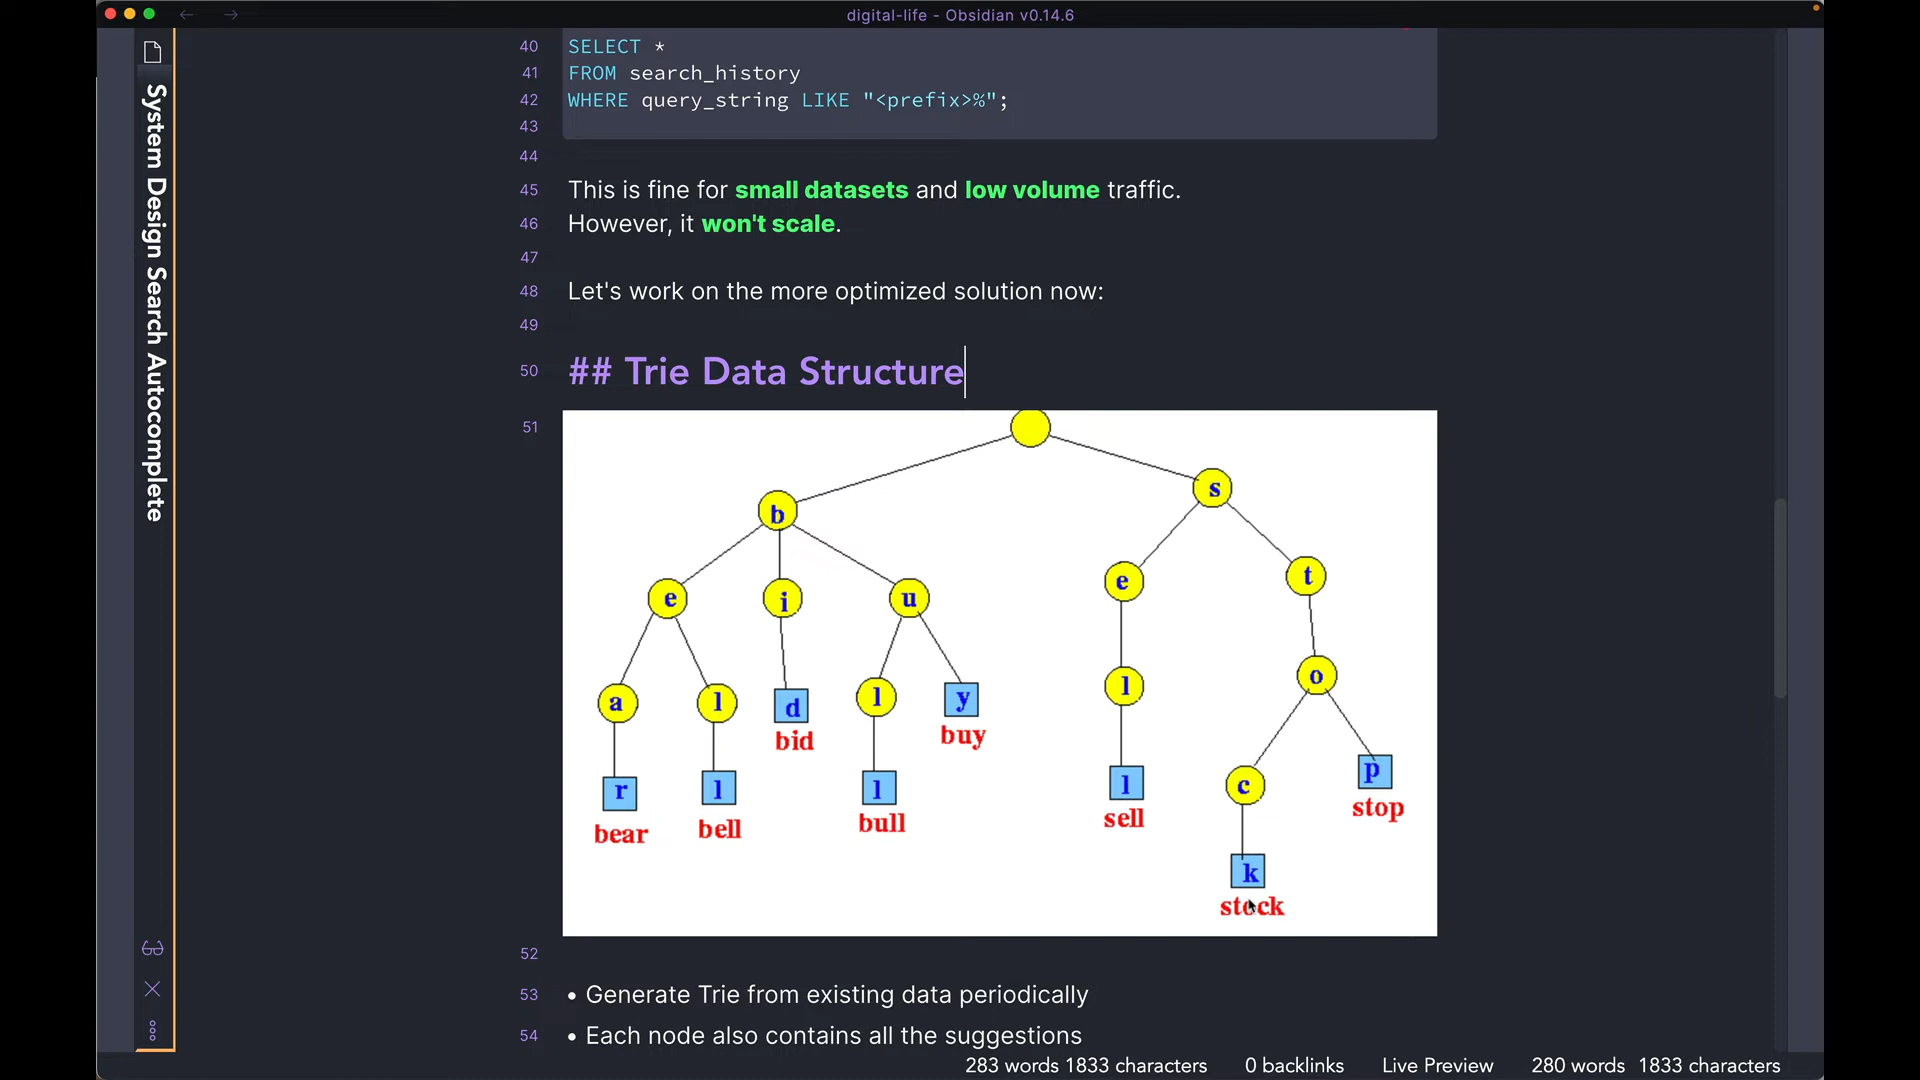 digital-life - Obsidian v0.14.6
System Design Search Autocomplete
40 SELECT *
41 FROM search_history
42 WHERE query_string LIKE "<prefix>%";
43
44
45 This is fine for small datasets and low volume traffic.
46 However, it won't scale.
47
48 Let's work on the more optimized solution now:
49
50 ## Trie Data Structure
51
b s
e i u e t
a l d l y l o
bid buy
r l l l c p
bear bell bull sell stop
k
stock
52
53 • Generate Trie from existing data periodically
54 • Each node also contains all the suggestions
283 words 1833 characters 0 backlinks Live Preview 280 words 1833 characters